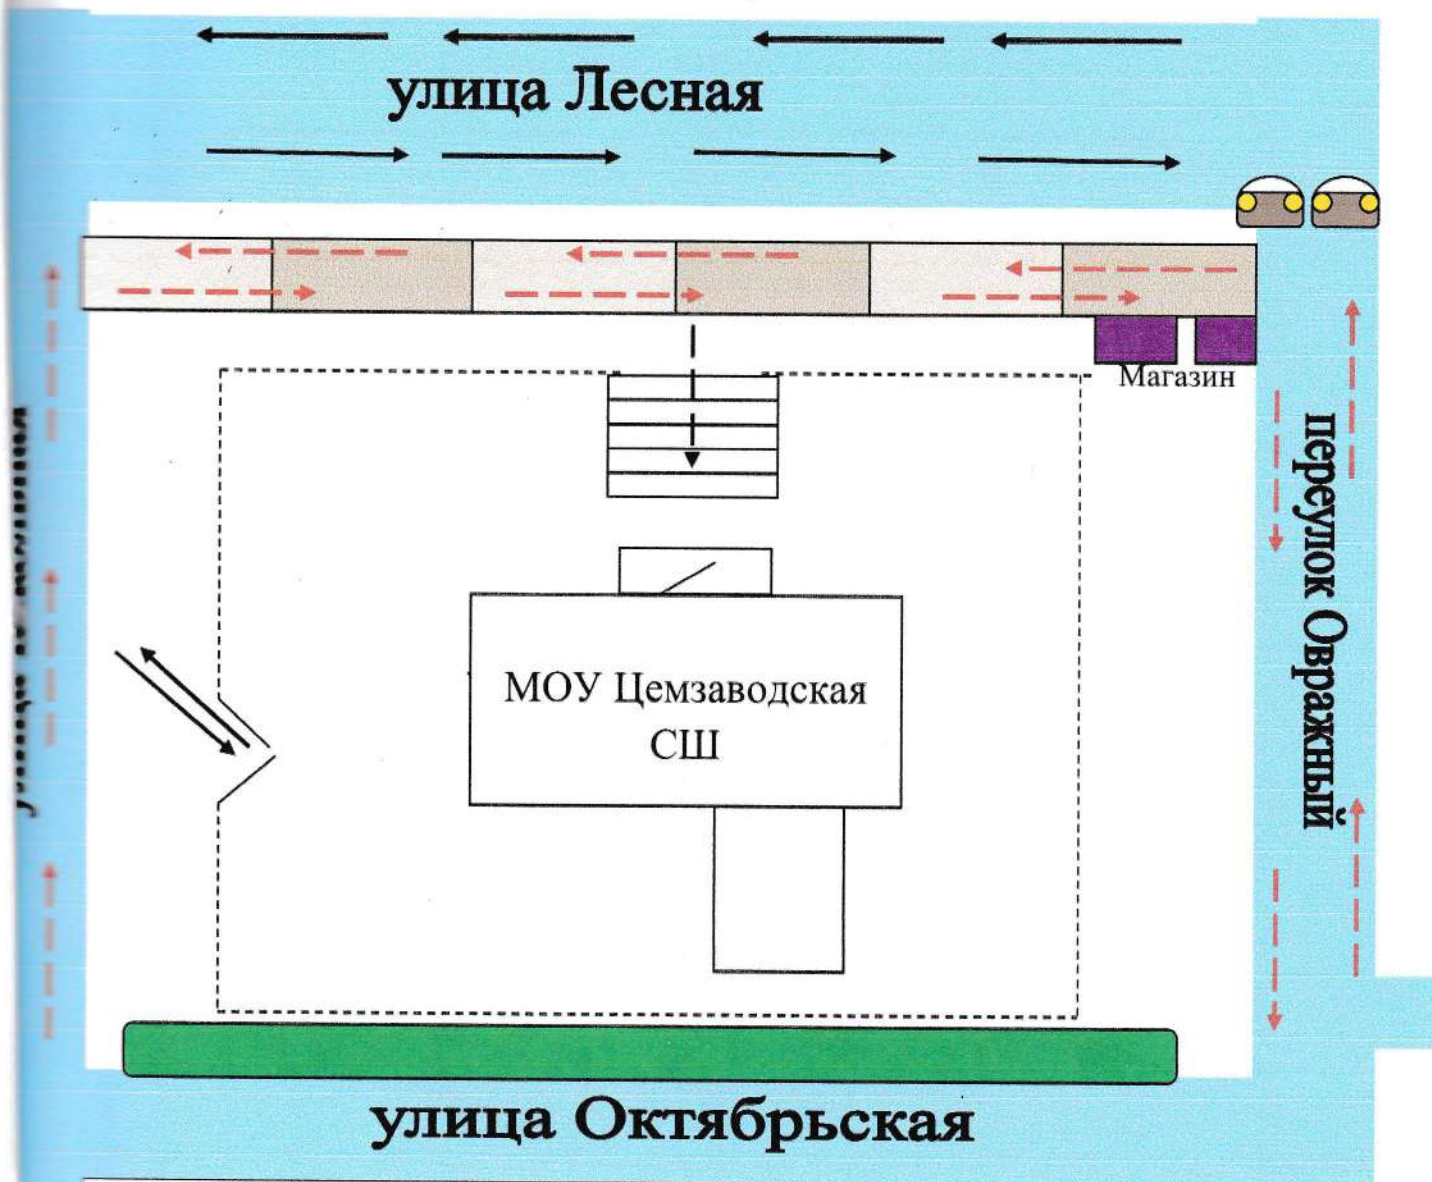 улица Лесная
Магазин
переулок Овражный
МОУ Цемзаводская
СШ
улица Октябрьская